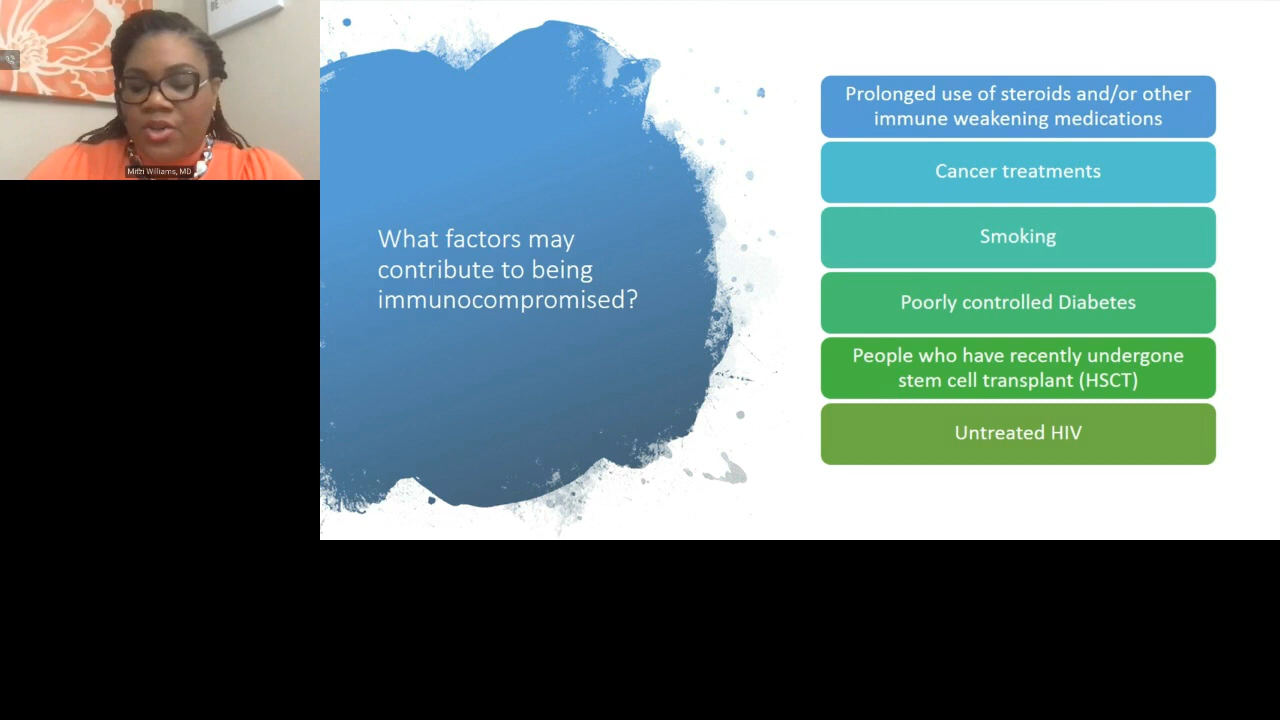 Mitzi Williams, MD
What factors may
contribute to being
immunocompromised?
Prolonged use of steroids and/or other
immune weakening medications
Cancer treatments
Smoking
Poorly controlled Diabetes
People who have recently undergone
stem cell transplant (HSCT)
Untreated HIV